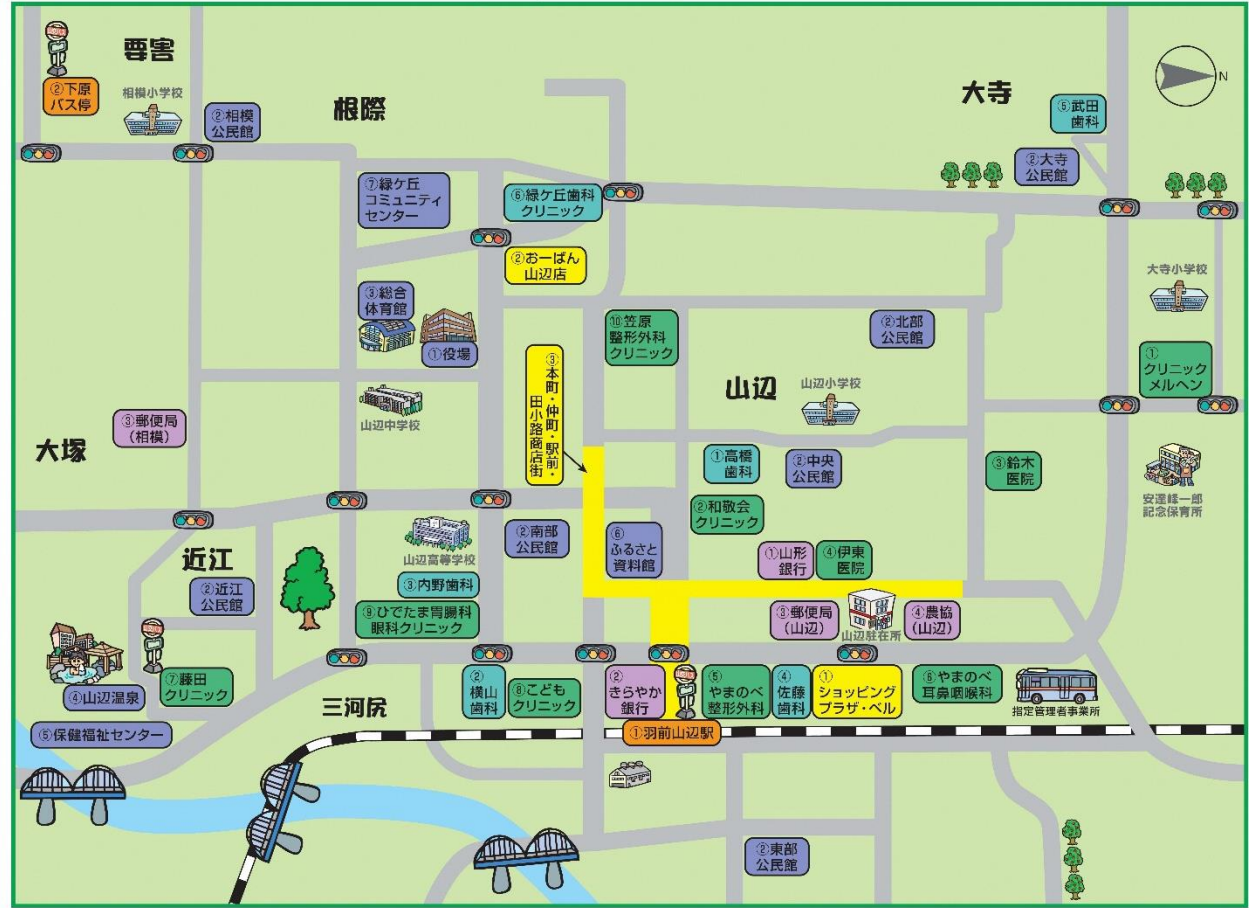 要害
②下原
バス停
相模小学校
②相模
公民館
根際
大寺
N
⑤武田
歯科
②大寺
公民館
⑦緑ケ丘
コミュニティ
センター
⑥緑ケ丘歯科
クリニック
②おーばん
山辺店
大寺小学校
③総合
体育館
①役場
⑩笠原
整形外科
クリニック
②北部
公民館
①
クリニック
メルヘン
③本町・仲町・駅前・
田小路商店街
山辺
山辺小学校
山辺中学校
③郵便局
(相模)
大塚
①高橋
歯科
②中央
公民館
③鈴木
医院
安達峰一郎
記念保育所
②和敬会
クリニック
山辺高等学校
②南部
公民館
⑥
ふるさと
資料館
①山形
銀行
④伊東
医院
近江
②近江
公民館
③内野歯科
⑨ひでたま胃腸科
眼科クリニック
③郵便局
(山辺)
山辺駐在所
④農協
(山辺)
④山辺温泉
⑦藤田
クリニック
②
横山
歯科
⑧こども
クリニック
②
きらやか
銀行
⑤
やまのべ
整形外科
④
佐藤
歯科
①
ショッピング
プラザ・ベル
⑥やまのべ
耳鼻咽喉科
指定管理者事業所
三河尻
⑤保健福祉センター
①羽前山辺駅
②東部
公民館